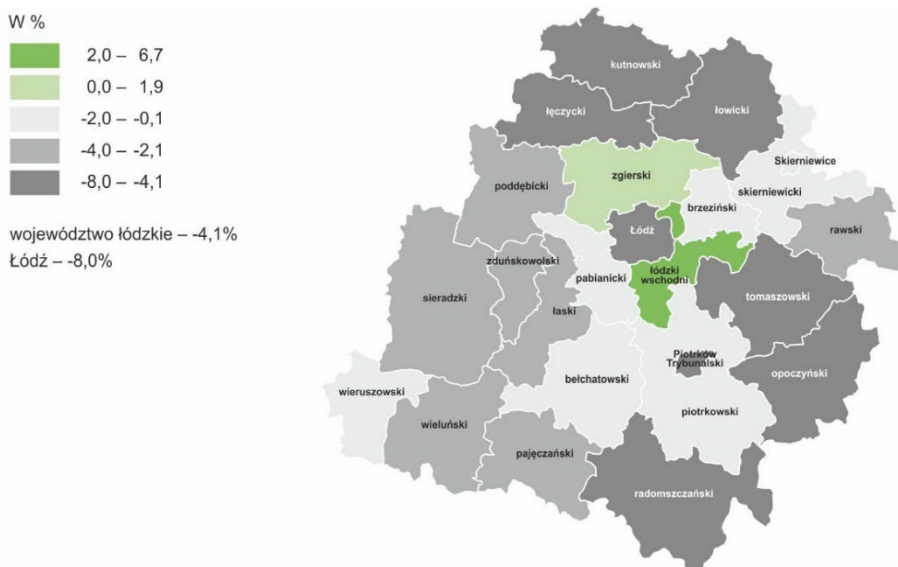 W %
2,0 – 6,7
0,0 – 1,9
-2,0 – -0,1
-4,0 – -2,1
-8,0 – -4,1
województwo łódzkie – -4,1%
Łódź – -8,0%
kutnowski
łęczycki
łowicki
Skierniewice
zgierski
poddębicki
skierniewicki
brzeziński
Łódź
rawski
zduńskowolski
pabianicki
łódzki
wschodni
sieradzki
łaski
tomaszowski
Piotrków
Trybunalski
opoczyński
bełchatowski
wieruszowski
piotrkowski
wieluński
pajęczański
radomszczański